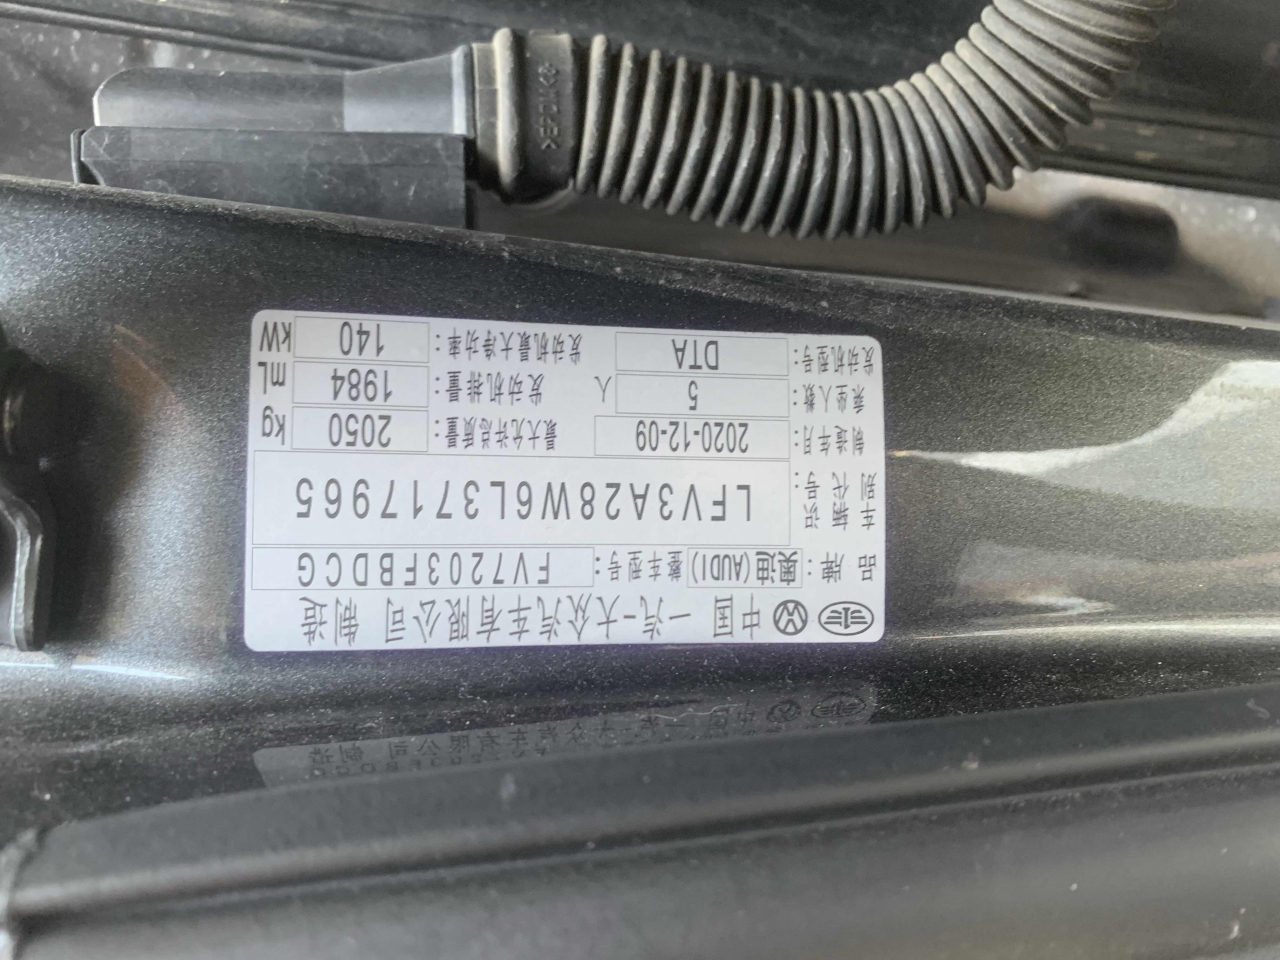 中国 一汽-大众汽车有限公司 制造
品牌: 奥迪(AUDI) 整车型号: FV7203FBDCG
车辆识别代号: LFV3A28W6L3717965
制造年月: 2020-12-09 最大允许总质量: 2050 kg
乘坐人数: 5 人 发动机排量: 1984 mL
发动机型号: DTA 发动机最大净功率: 140 kW
>EPDM<